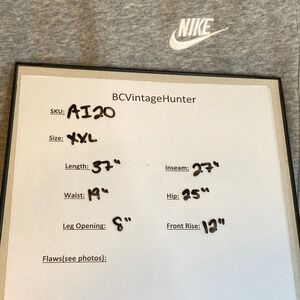 NIKE
BCVintageHunter
SKU: AI20
Size: XXL
Length: 37" Inseam: 27"
Waist: 19" Hip: 25"
Leg Opening: 8" Front Rise: 12"
Flaws(see photos):